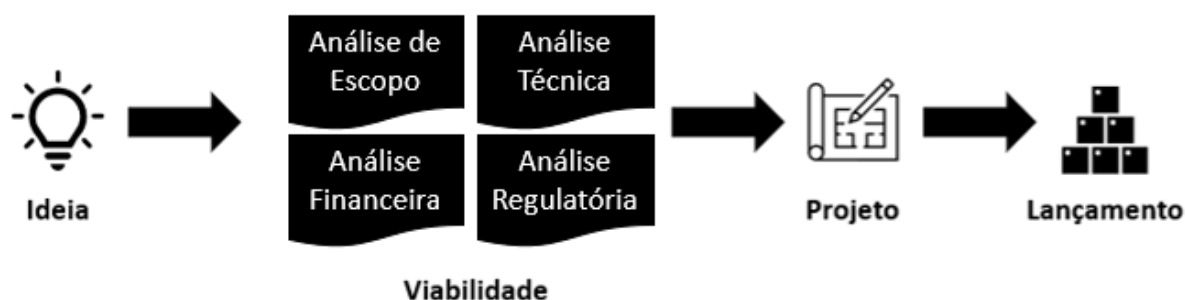 Análise de
Escopo
Análise
Técnica
Análise
Financeira
Análise
Regulatória
Ideia
Projeto
Lançamento
Viabilidade